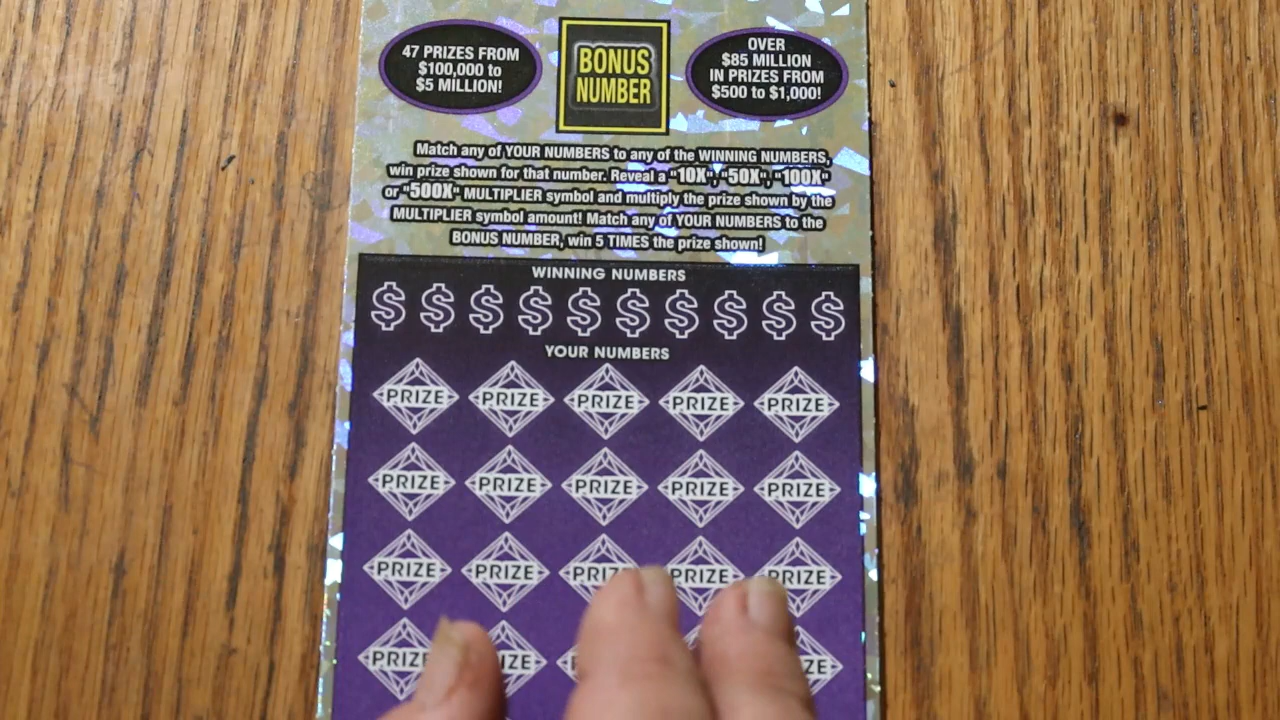 47 PRIZES FROM
$100,000 to
$5 MILLION!
BONUS
NUMBER
OVER
$85 MILLION
IN PRIZES FROM
$500 to $1,000!
Match any of YOUR NUMBERS to any of the WINNING NUMBERS,
win prize shown for that number. Reveal a "10X", "50X", "100X"
or "500X" MULTIPLIER symbol and multiply the prize shown by the
MULTIPLIER symbol amount! Match any of YOUR NUMBERS to the
BONUS NUMBER, win 5 TIMES the prize shown!
WINNING NUMBERS
$ $ $ $ $ $ $ $ $ $
YOUR NUMBERS
PRIZE PRIZE PRIZE PRIZE PRIZE
PRIZE PRIZE PRIZE PRIZE PRIZE
PRIZE PRIZE PRIZE PRIZE PRIZE
PRIZE PRIZE PRIZE